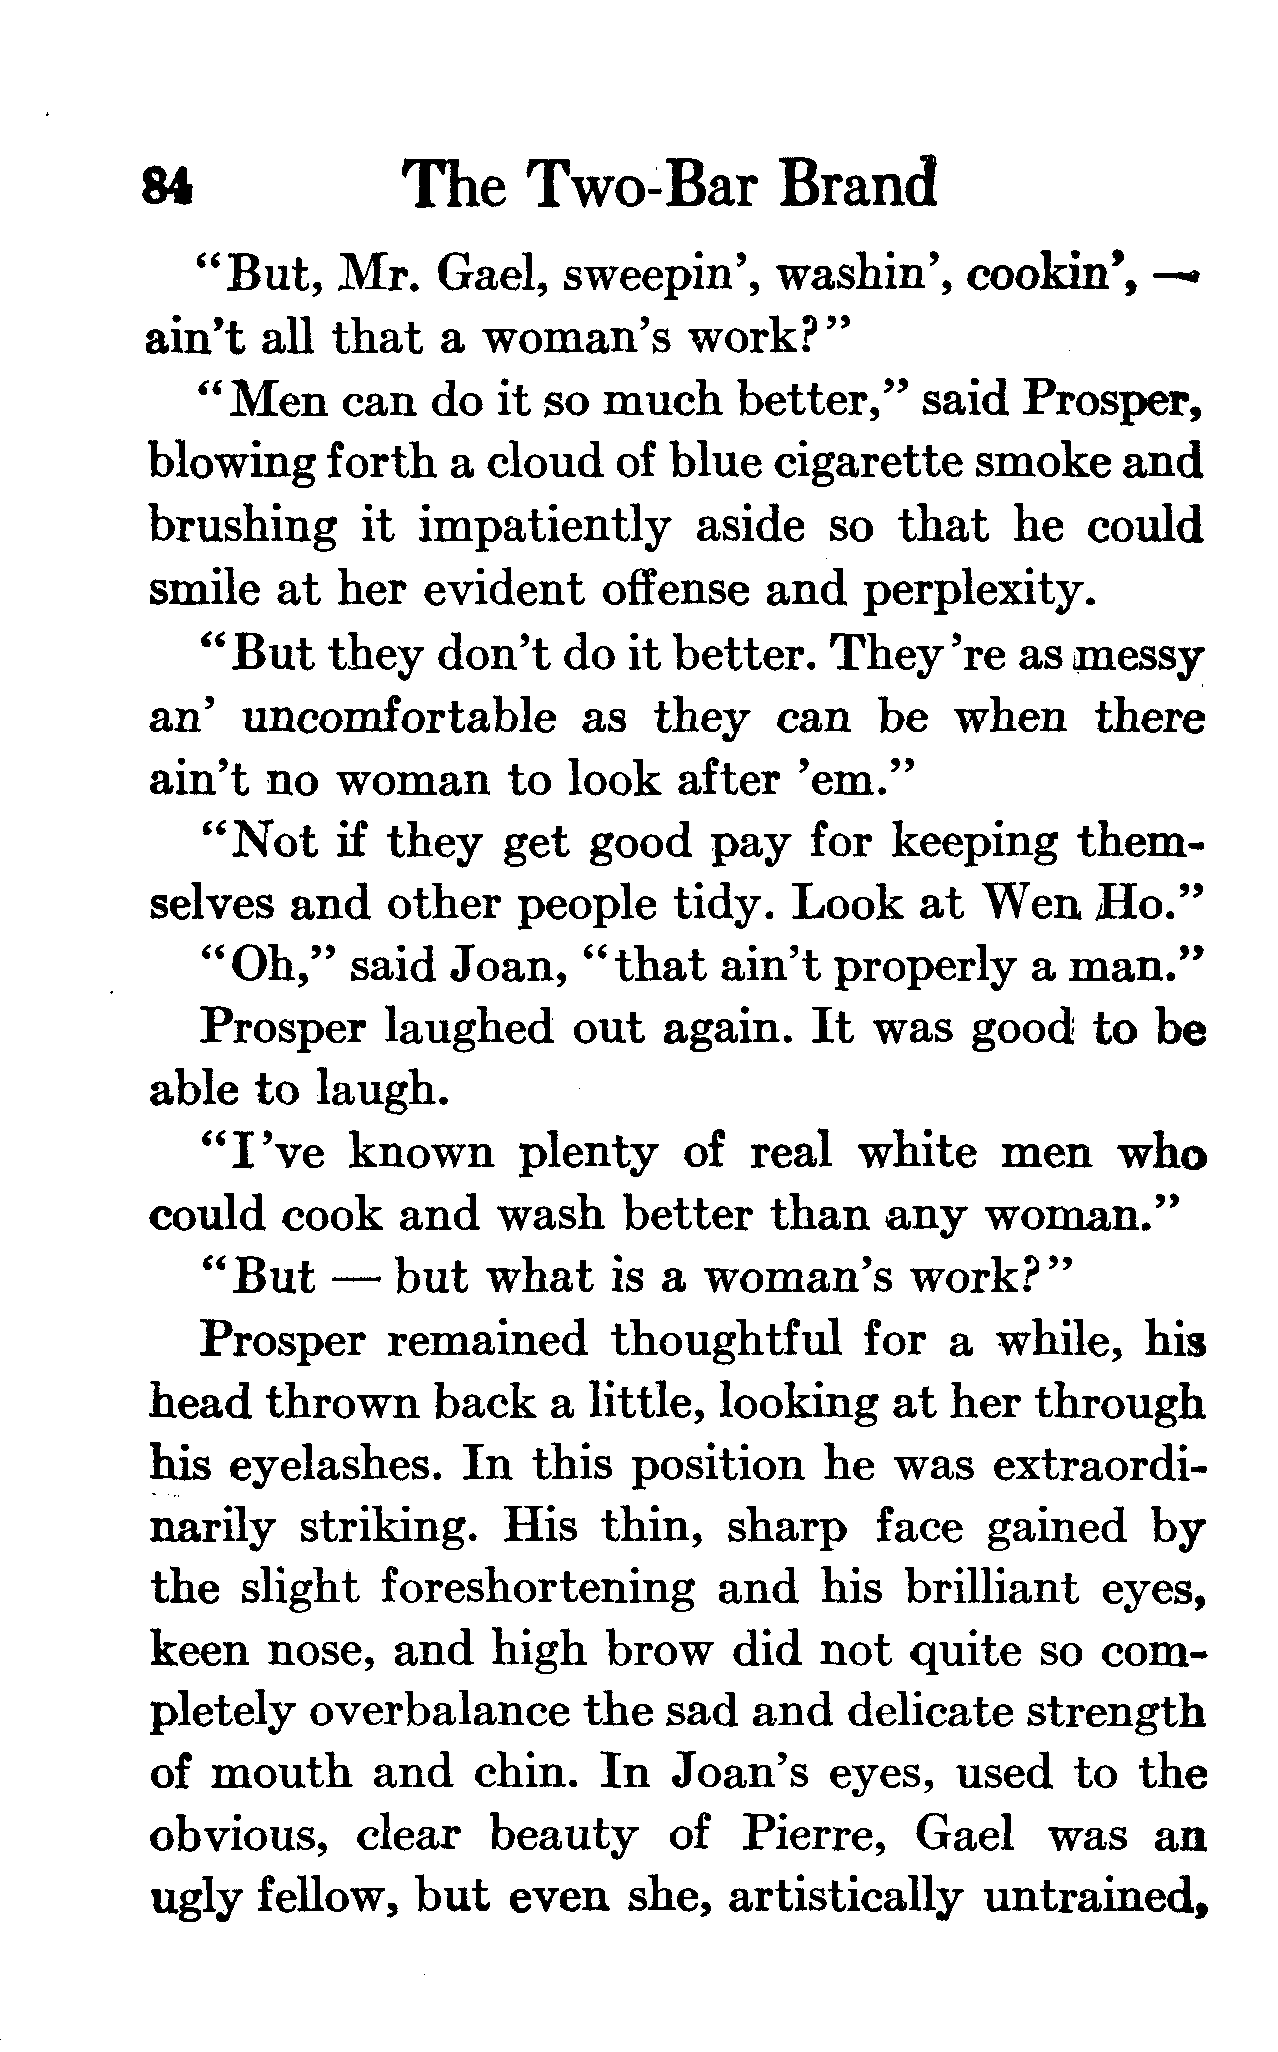 84 The Two-Bar Brand
“But, Mr. Gael, sweepin’, washin’, cookin’, —
ain’t all that a woman’s work?”
“Men can do it so much better,” said Prosper,
blowing forth a cloud of blue cigarette smoke and
brushing it impatiently aside so that he could
smile at her evident offense and perplexity.
“But they don’t do it better. They’re as messy
an’ uncomfortable as they can be when there
ain’t no woman to look after ’em.”
“Not if they get good pay for keeping them-
selves and other people tidy. Look at Wen Ho.”
“Oh,” said Joan, “that ain’t properly a man.”
Prosper laughed out again. It was good to be
able to laugh.
“I’ve known plenty of real white men who
could cook and wash better than any woman.”
“But — but what is a woman’s work?”
Prosper remained thoughtful for a while, his
head thrown back a little, looking at her through
his eyelashes. In this position he was extraordi-
narily striking. His thin, sharp face gained by
the slight foreshortening and his brilliant eyes,
keen nose, and high brow did not quite so com-
pletely overbalance the sad and delicate strength
of mouth and chin. In Joan’s eyes, used to the
obvious, clear beauty of Pierre, Gael was an
ugly fellow, but even she, artistically untrained,